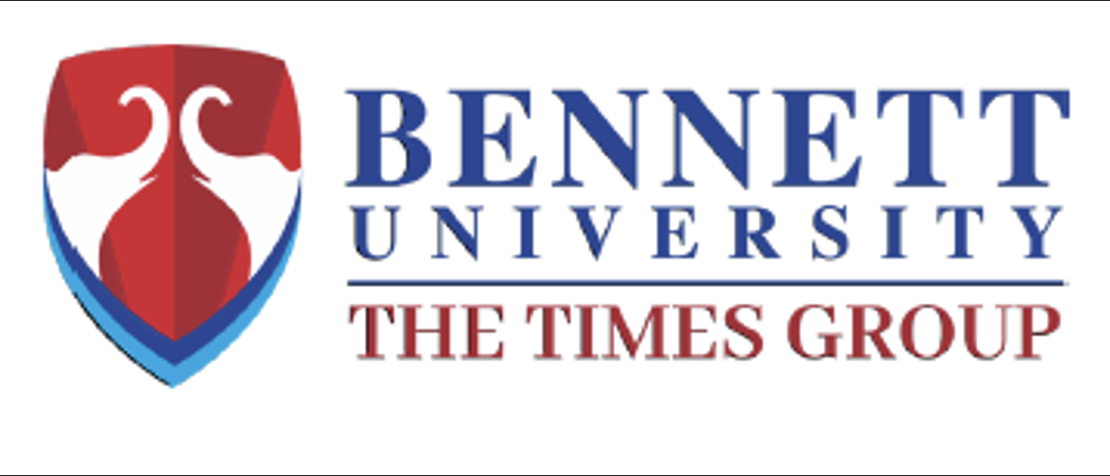 BENNETT
UNIVERSITY
THE TIMES GROUP